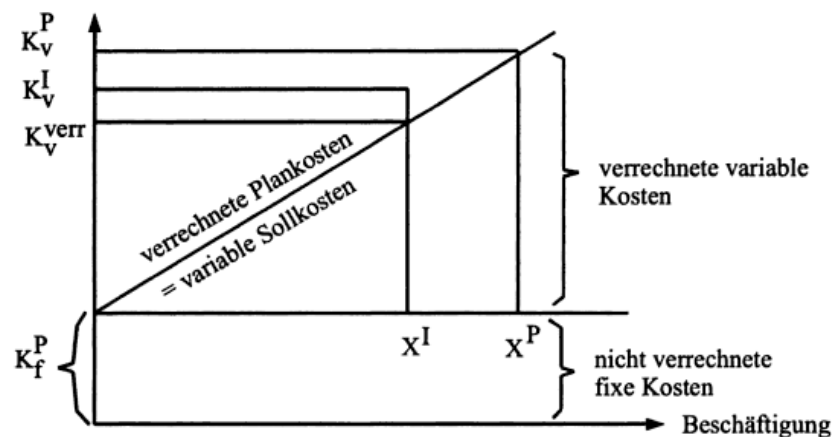 K_v^P
K_v^I
K_v^verr
verrechnete Plankosten
= variable Sollkosten
verrechnete variable
Kosten
K_f^P
X^I
X^P
nicht verrechnete
fixe Kosten
Beschäftigung